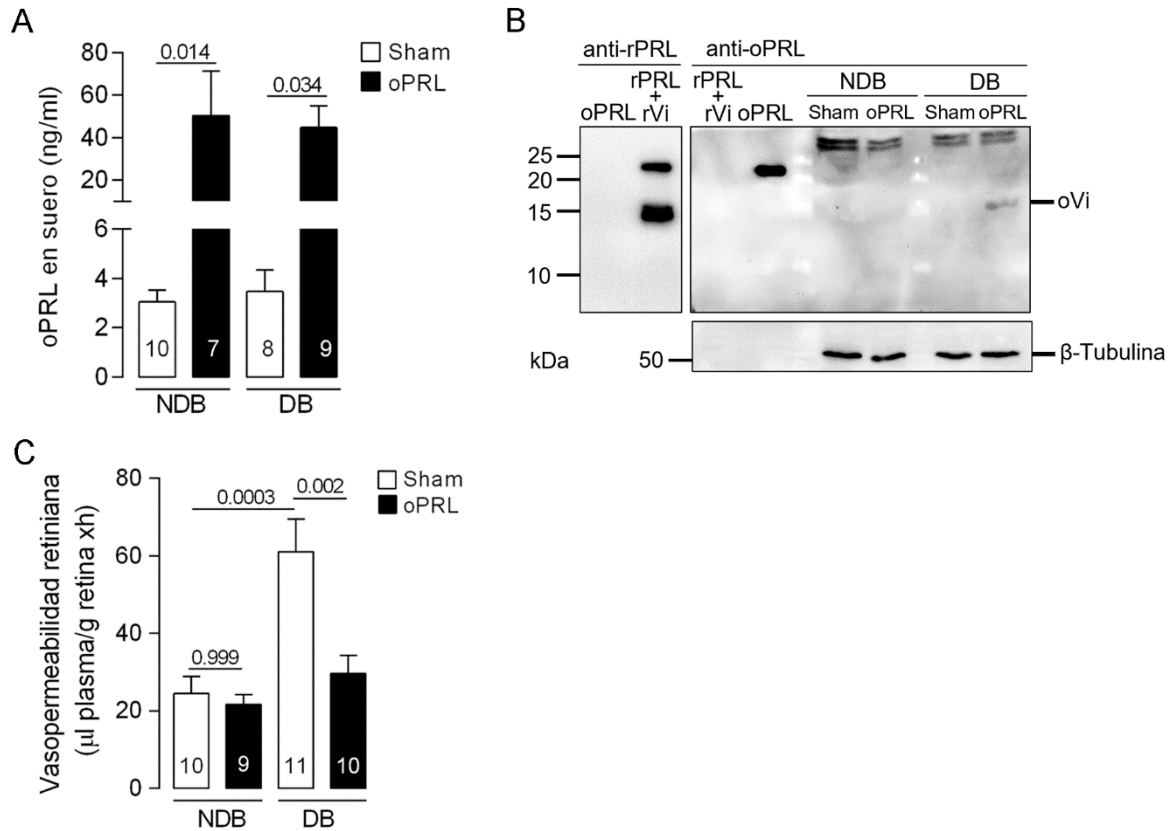 A
oPRL en suero (ng/ml)
80
60
40
20
6
4
2
0
0.014
0.034
Sham
oPRL
10
7
8
9
NDB
DB
B
anti-rPRL
anti-oPRL
oPRL
rPRL
+
rVi
rPRL
+
rVi
oPRL
NDB
DB
Sham oPRL
Sham oPRL
25
20
15
10
oVi
kDa
50
β-Tubulina
C
Vasopermeabilidad retiniana
(µl plasma/g retina xh)
80
60
40
20
0
0.0003
0.002
0.999
Sham
oPRL
10
9
11
10
NDB
DB